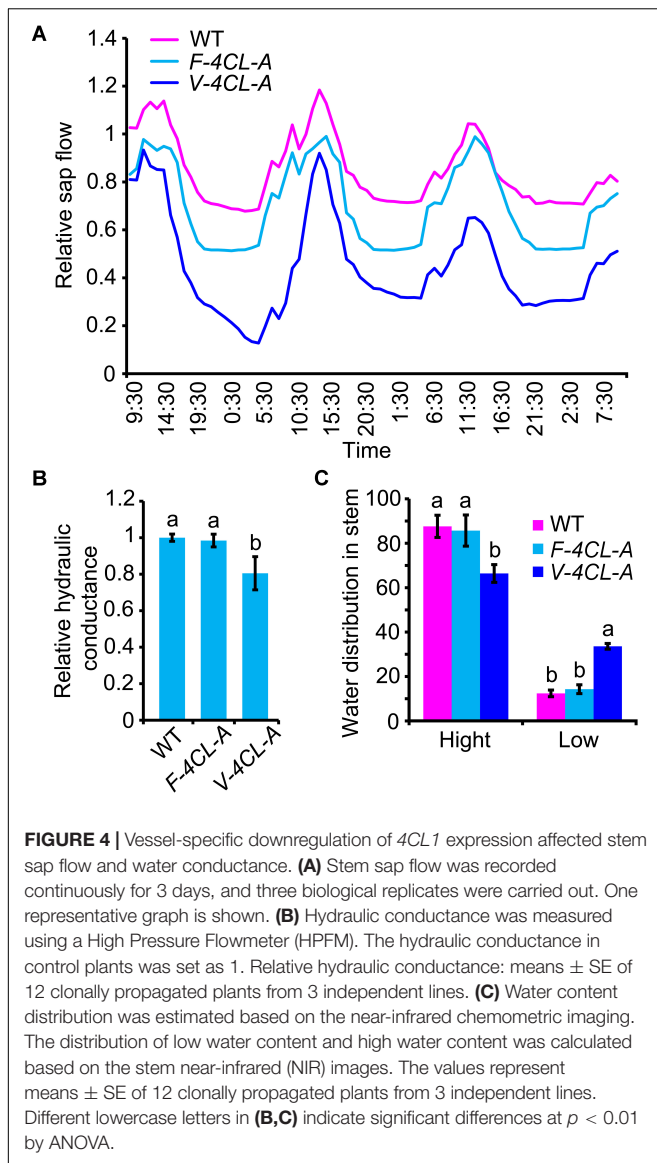 A
1.4
1.2
1
0.8
0.6
0.4
0.2
0
Relative sap flow
WT
F-4CL-A
V-4CL-A
9:30
14:30
19:30
0:30
5:30
10:30
15:30
20:30
1:30
6:30
11:30
16:30
21:30
2:30
7:30
Time
B
1.2
1
0.8
0.6
0.4
0.2
0
Relative hydraulic
conductance
a
a
b
WT
F-4CL-A
V-4CL-A
C
100
80
60
40
20
0
Water distribution in stem
a
a
b
b
b
a
WT
F-4CL-A
V-4CL-A
Hight
Low
FIGURE 4 | Vessel-specific downregulation of 4CL1 expression affected stem
sap flow and water conductance. (A) Stem sap flow was recorded
continuously for 3 days, and three biological replicates were carried out. One
representative graph is shown. (B) Hydraulic conductance was measured
using a High Pressure Flowmeter (HPFM). The hydraulic conductance in
control plants was set as 1. Relative hydraulic conductance: means ± SE of
12 clonally propagated plants from 3 independent lines. (C) Water content
distribution was estimated based on the near-infrared chemometric imaging.
The distribution of low water content and high water content was calculated
based on the stem near-infrared (NIR) images. The values represent
means ± SE of 12 clonally propagated plants from 3 independent lines.
Different lowercase letters in (B,C) indicate significant differences at p < 0.01
by ANOVA.